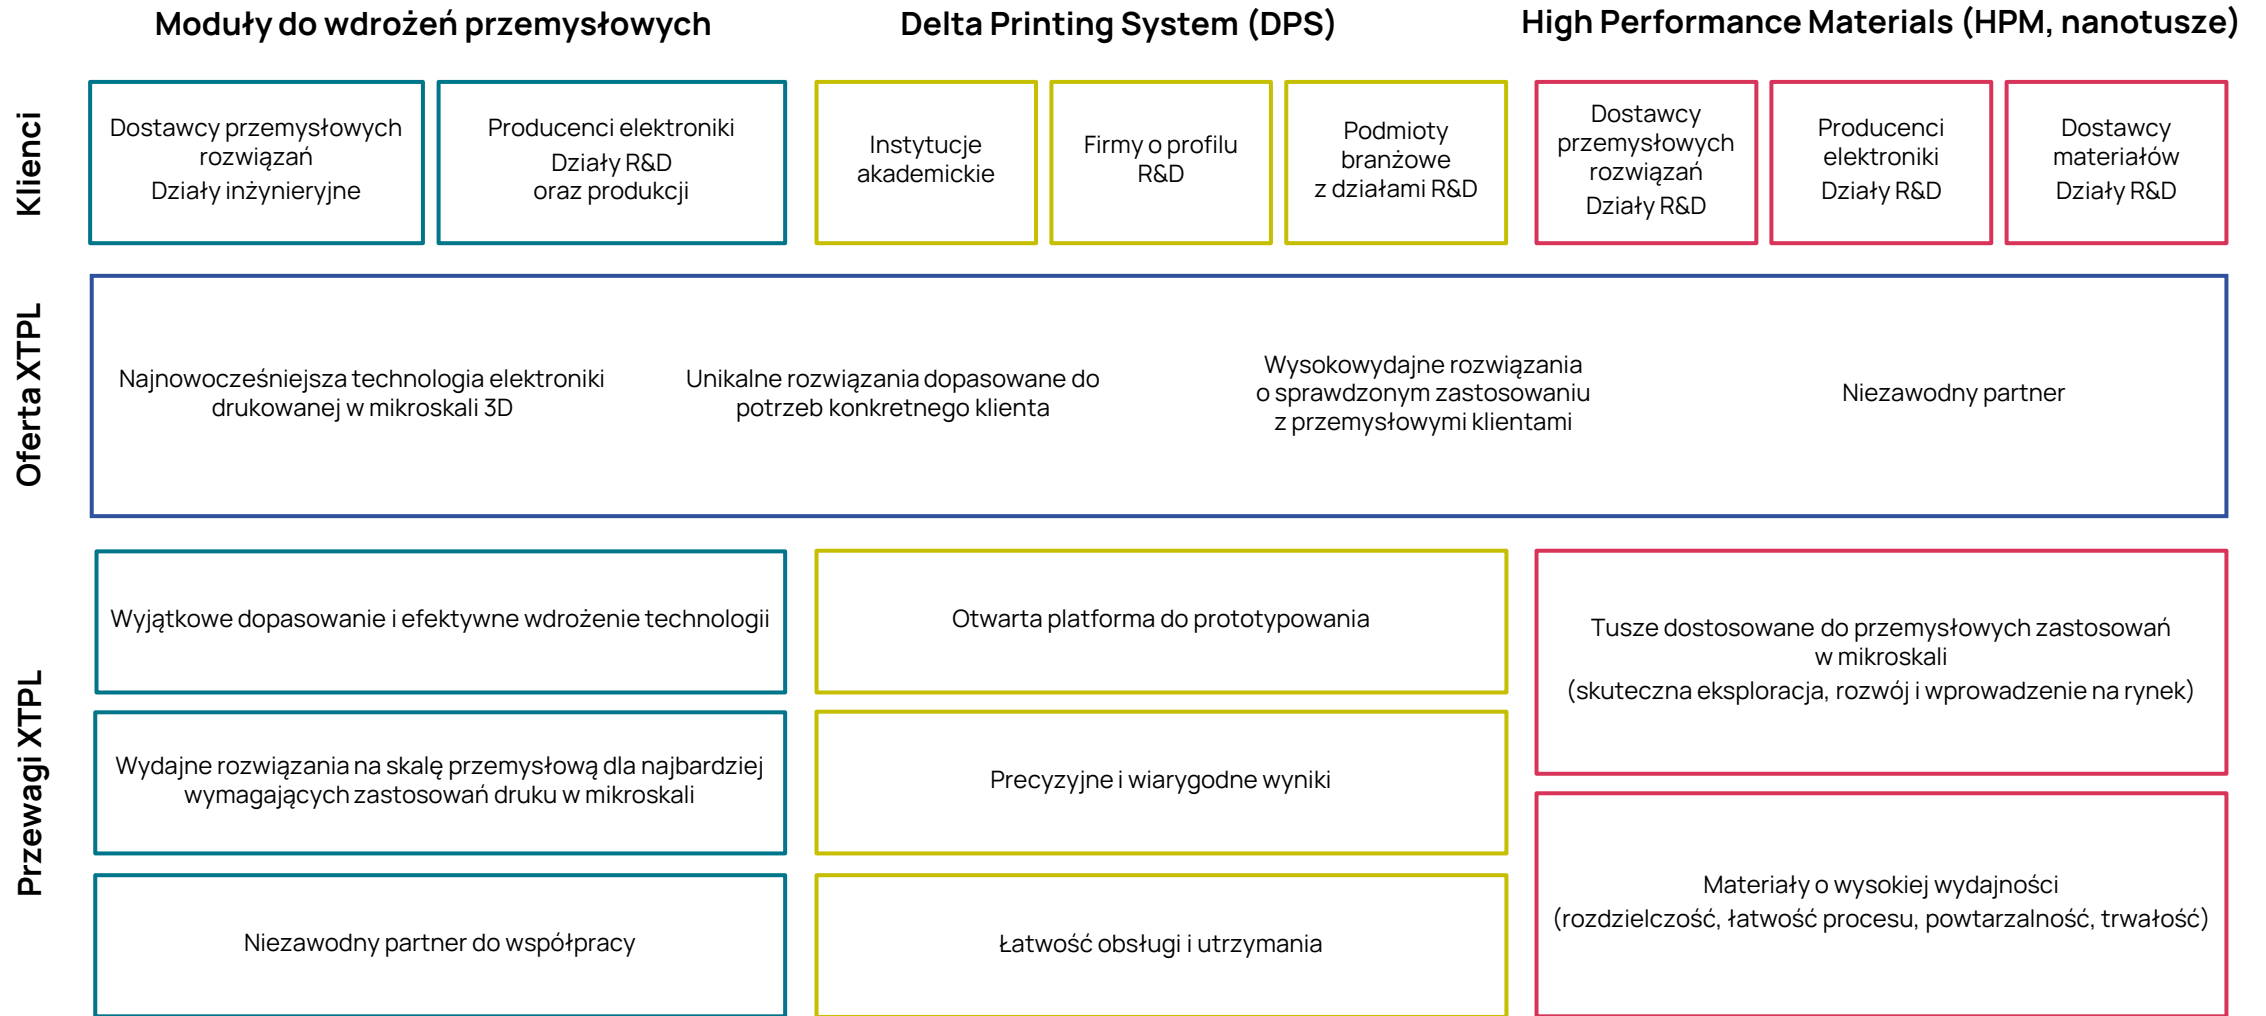 Moduły do wdrożeń przemysłowych
Delta Printing System (DPS)
High Performance Materials (HPM, nanotusze)
Klienci
Dostawcy przemysłowych
rozwiązań
Działy inżynieryjne
Producenci elektroniki
Działy R&D
oraz produkcji
Instytucje
akademickie
Firmy o profilu
R&D
Podmioty
branżowe
z działami R&D
Dostawcy
przemysłowych
rozwiązań
Działy R&D
Producenci
elektroniki
Działy R&D
Dostawcy
materiałów
Działy R&D
Oferta XTPL
Najnowocześniejsza technologia elektroniki
drukowanej w mikroskali 3D
Unikalne rozwiązania dopasowane do
potrzeb konkretnego klienta
Wysokowydajne rozwiązania
o sprawdzonym zastosowaniu
z przemysłowymi klientami
Niezawodny partner
Przewagi XTPL
Wyjątkowe dopasowanie i efektywne wdrożenie technologii
Wydajne rozwiązania na skalę przemysłową dla najbardziej
wymagających zastosowań druku w mikroskali
Niezawodny partner do współpracy
Otwarta platforma do prototypowania
Precyzyjne i wiarygodne wyniki
Łatwość obsługi i utrzymania
Tusze dostosowane do przemysłowych zastosowań
w mikroskali
(skuteczna eksploracja, rozwój i wprowadzenie na rynek)
Materiały o wysokiej wydajności
(rozdzielczość, łatwość procesu, powtarzalność, trwałość)